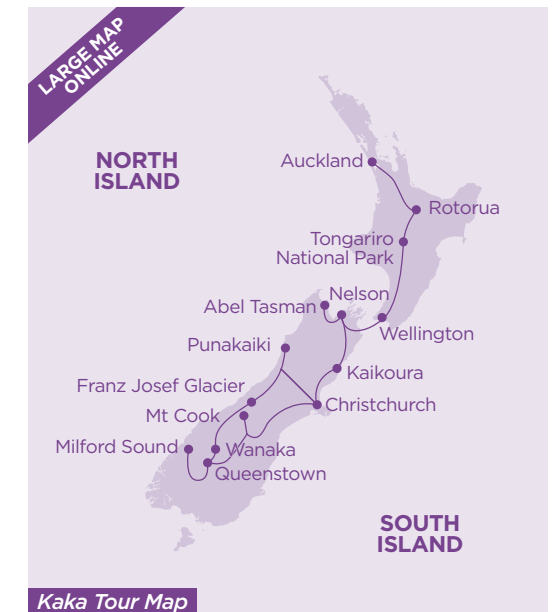 LARGE MAP
ONLINE
NORTH
ISLAND
Auckland
Rotorua
Tongariro
National Park
Nelson
Abel Tasman
Wellington
Punakaiki
Kaikoura
Franz Josef Glacier
Christchurch
Mt Cook
Milford Sound
Wanaka
Queenstown
SOUTH
ISLAND
Kaka Tour Map